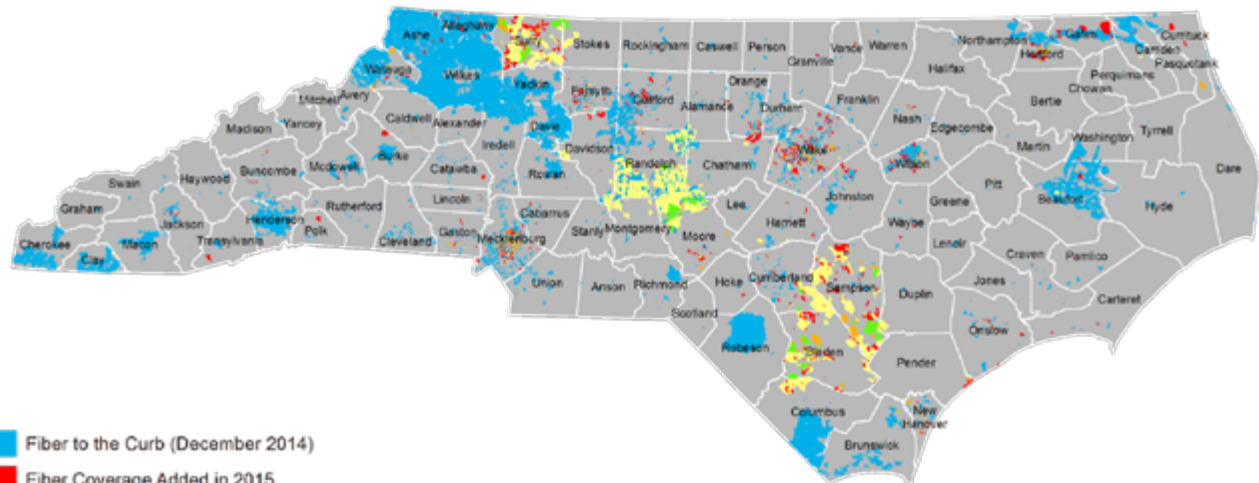 Alleghany
Ashe
Surry
Stokes
Rockingham
Caswell
Person
Granville
Vance
Warren
Northampton
Gates
Hertford
Currituck
Camden
Pasquotank
Perquimans
Chowan
Halifax
Bertie
Watauga
Wilkes
Yadkin
Forsyth
Guilford
Alamance
Orange
Durham
Franklin
Nash
Edgecombe
Martin
Washington
Tyrrell
Dare
Mitchell
Avery
Caldwell
Alexander
Davie
Iredell
Davidson
Randolph
Chatham
Wake
Wilson
Pitt
Beaufort
Hyde
Madison
Yancey
Burke
Catawba
Rowan
Johnston
Greene
Swain
Haywood
Buncombe
Mcdowell
Lincoln
Cabarrus
Lee
Harnett
Wayne
Lenoir
Craven
Pamlico
Graham
Jackson
Henderson
Rutherford
Polk
Cleveland
Gaston
Mecklenburg
Stanly
Montgomery
Moore
Cherokee
Clay
Macon
Transylvania
Union
Anson
Richmond
Hoke
Cumberland
Sampson
Duplin
Jones
Carteret
Scotland
Onslow
Robeson
Bladen
Pender
Columbus
New
Hanover
Brunswick
Fiber to the Curb (December 2014)
Fiber Coverage Added in 2015